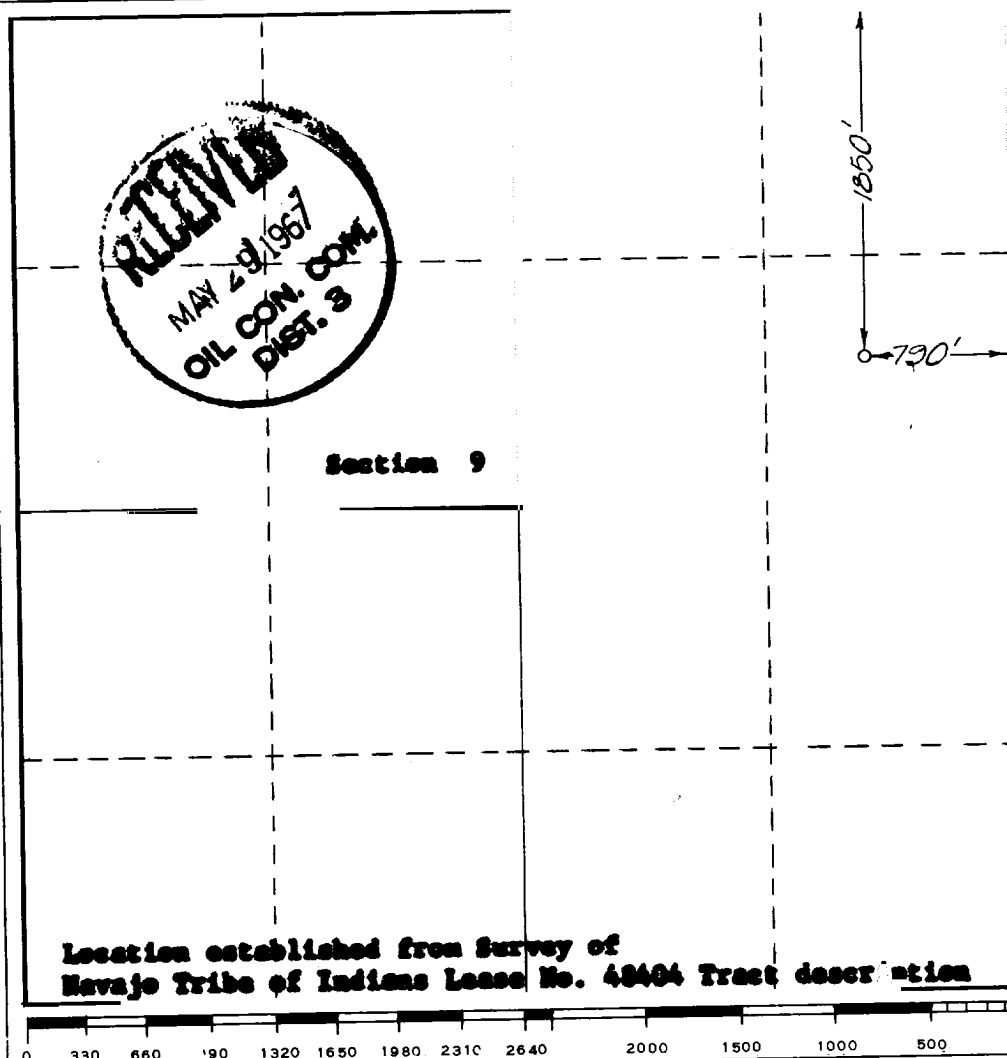 RECEIVED
MAY 29 1967
OIL CON. COM.
DIST. 3
1850'
790'
Section 9
Location established from Survey of
Navajo Tribe of Indians Lease No. 48404 Tract description
0 330 660 '90 1320 1650 1980 2310 2640 2000 1500 1000 500